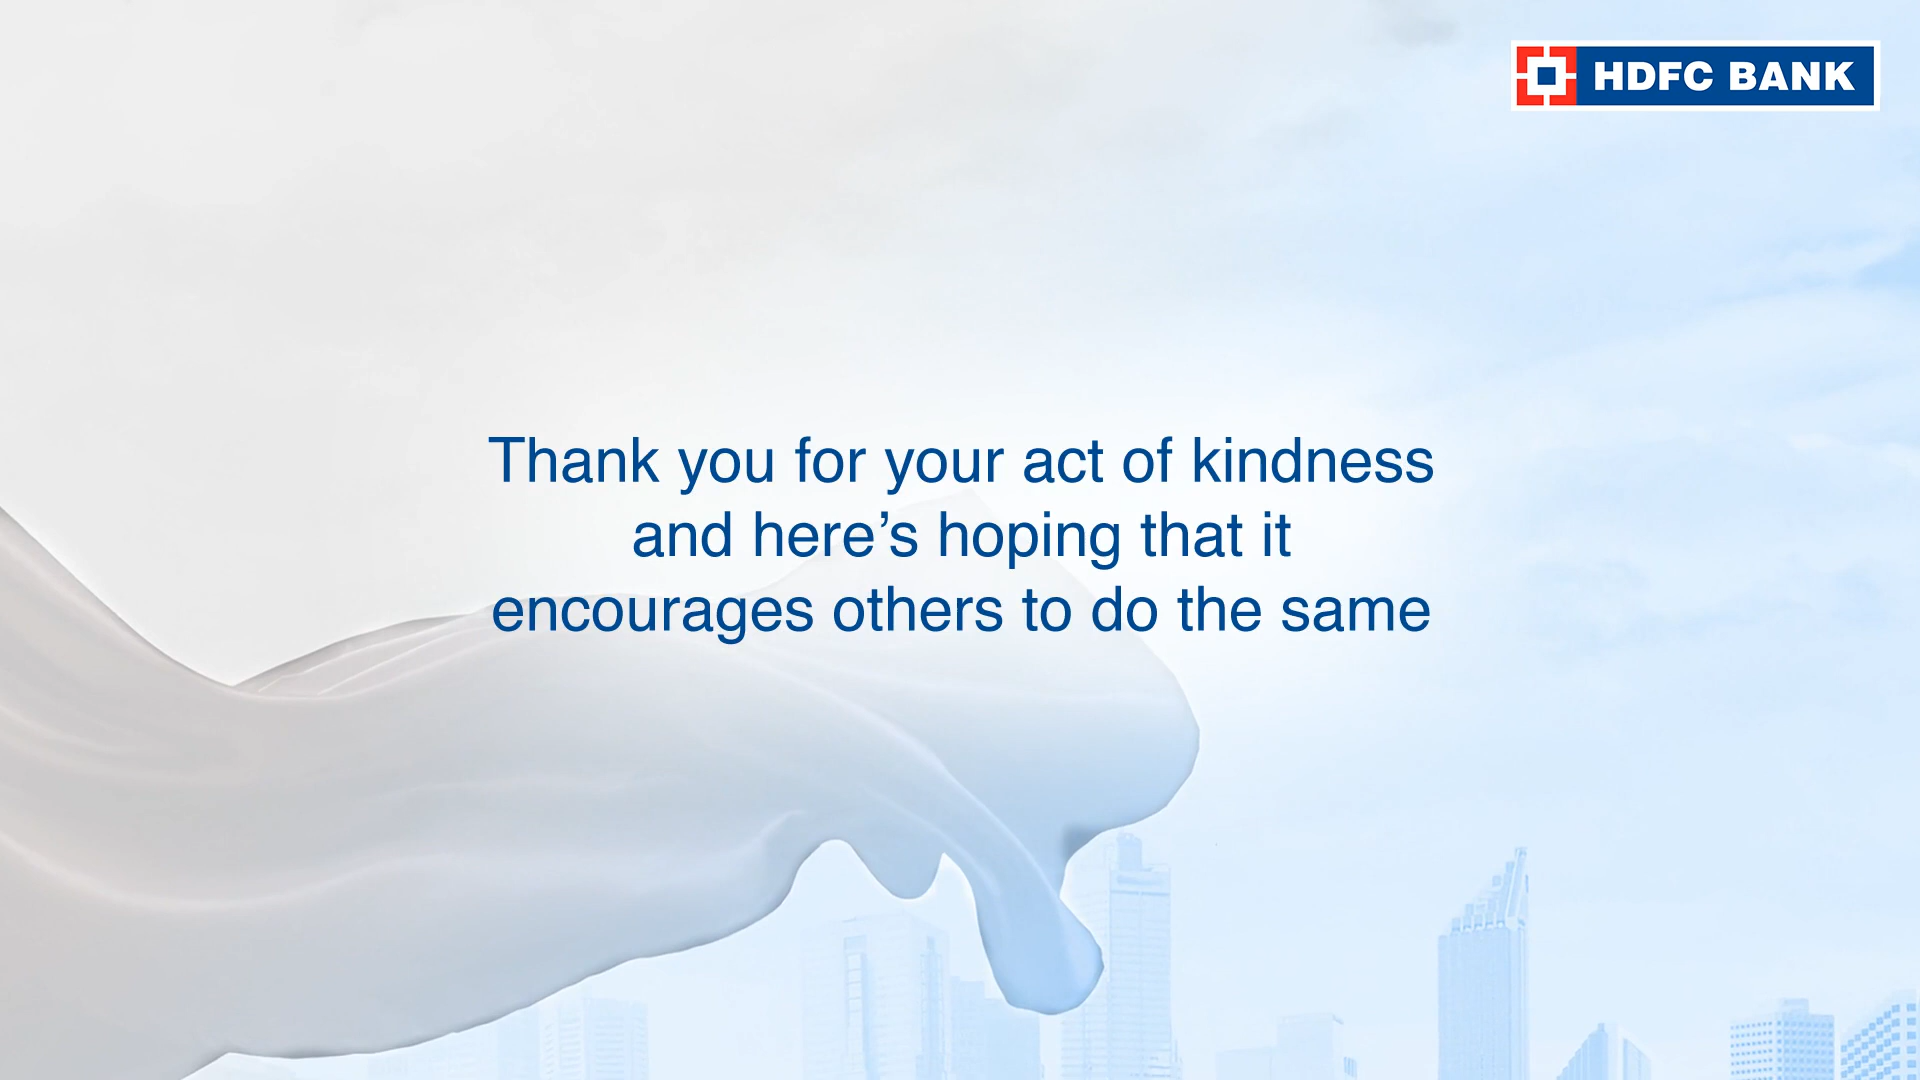 HDFC BANK
Thank you for your act of kindness
and here’s hoping that it
encourages others to do the same